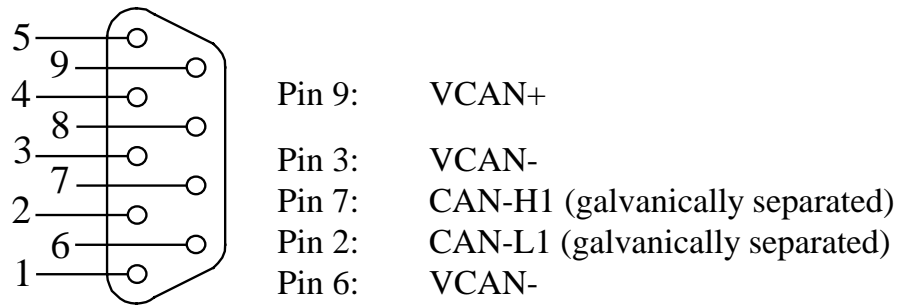 5
9
4
8
3
7
2
6
1
Pin 9: VCAN+
Pin 3: VCAN-
Pin 7: CAN-H1 (galvanically separated)
Pin 2: CAN-L1 (galvanically separated)
Pin 6: VCAN-